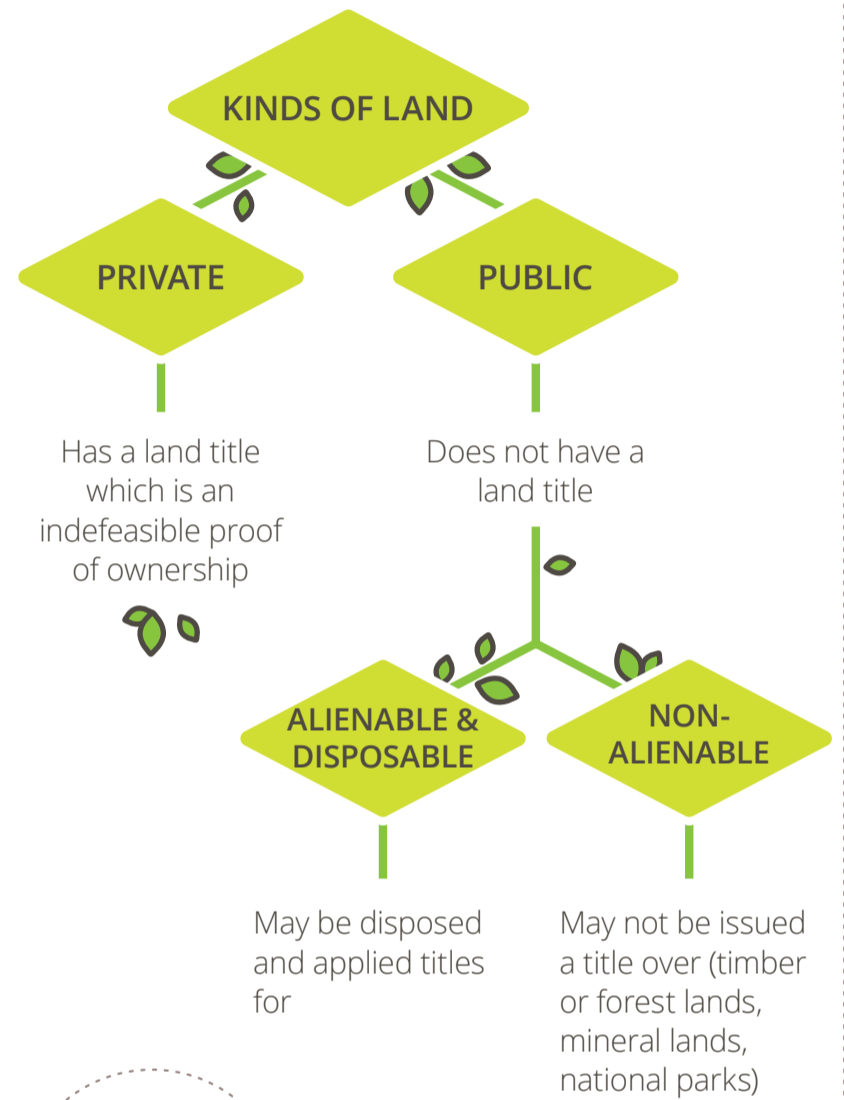 KINDS OF LAND
PRIVATE
PUBLIC
Has a land title
which is an
indefeasible proof
of ownership
Does not have a
land title
ALIENABLE &
DISPOSABLE
NON-
ALIENABLE
May be disposed
and applied titles
for
May not be issued
a title over (timber
or forest lands,
mineral lands,
national parks)